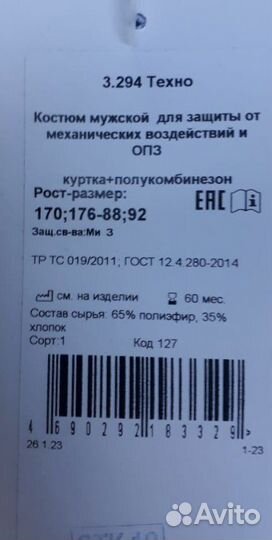 3.294 Техно
Костюм мужской для защиты от
механических воздействий и
ОПЗ
куртка+полукомбинезон
Рост-размер:
170;176-88;92
Защ.св-ва:Ми З
ЕАС
ТР ТС 019/2011; ГОСТ 12.4.280-2014
см. на изделии 60 мес.
Состав сырья: 65% полиэфир, 35%
хлопок
Сорт:1 Код 127
4 690292 183329 >
26.1.23 1-23
Avito